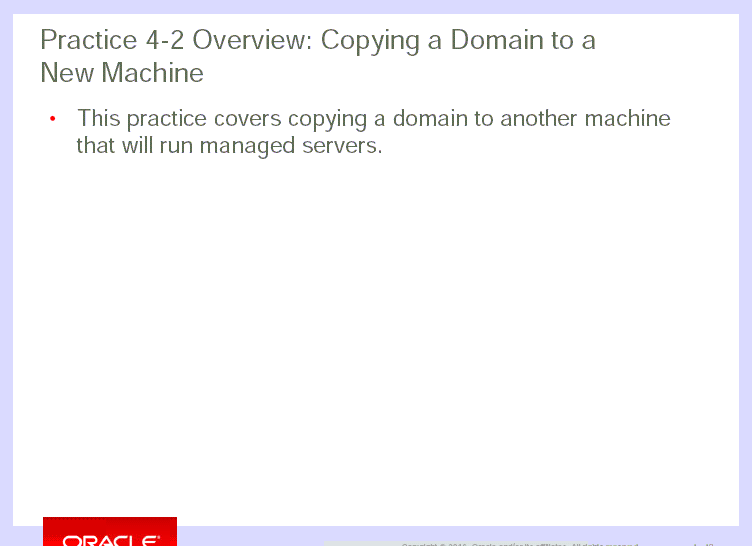 Practice 4-2 Overview: Copying a Domain to a
New Machine
• This practice covers copying a domain to another machine
that will run managed servers.
ORACLE